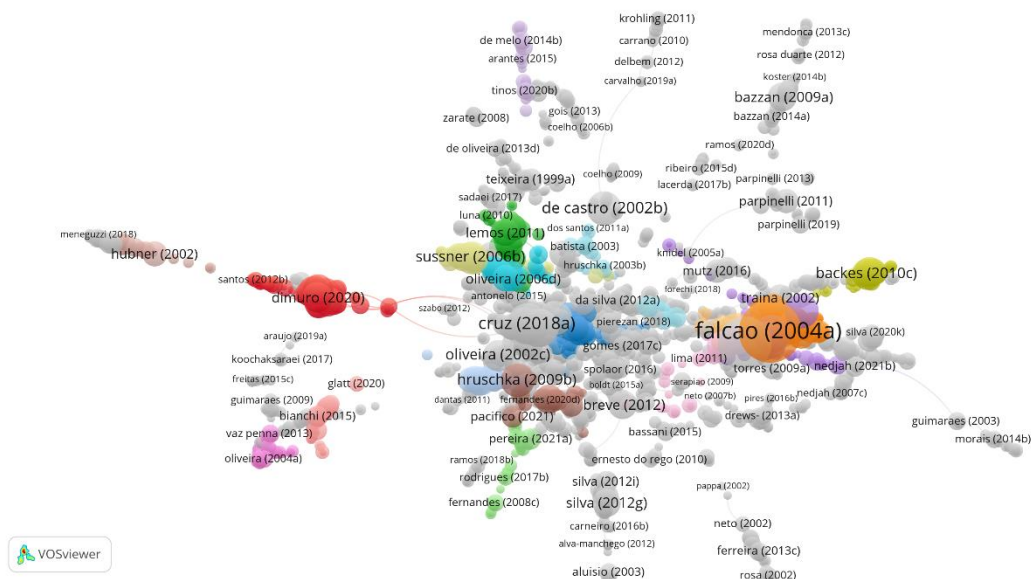 krohling (2011)
mendonca (2013c)
de melo (2014b)
carrano (2010)
rosa duarte (2012)
arantes (2015)
delbem (2012)
koster (2014b)
carvalho (2019a)
tinos (2020b)
bazzan (2009a)
gois (2013)
zarate (2008)
bazzan (2014a)
coelho (2006b)
ramos (2020d)
de oliveira (2013d)
ribeiro (2015d)
coelho (2009)
parpinelli (2013)
teixeira (1999a)
lacerda (2017b)
sadaei (2017)
parpinelli (2011)
de castro (2002b)
luna (2010)
dos santos (2011a)
parpinelli (2019)
lemos (2011)
meneguzzi (2018)
batista (2003)
knidel (2005a)
hubner (2002)
sussner (2006b)
hruschka (2003b)
mutz (2016)
backes (2010c)
santos (2012b)
oliveira (2006d)
forechi (2018)
dimuro (2020)
antonelo (2015)
da silva (2012a)
traina (2002)
szabo (2012)
cruz (2018a)
pierezan (2018)
falcao (2004a)
silva (2020k)
araujo (2019a)
gomes (2017c)
koochaksaraei (2017)
oliveira (2002c)
lima (2011)
torres (2009a)
nedjah (2021b)
spolaor (2016)
freitas (2015c)
glatt (2020)
hruschka (2009b)
boldt (2015a)
serapiao (2009)
dantas (2011)
fernandes (2020d)
neto (2007b)
pires (2016b)
nedjah (2007c)
guimaraes (2009)
breve (2012)
bianchi (2015)
pacifico (2021)
drews- (2013a)
guimaraes (2003)
vaz penna (2013)
pereira (2021a)
bassani (2015)
morais (2014b)
oliveira (2004a)
ramos (2018b)
ernesto do rego (2010)
rodrigues (2017b)
silva (2012i)
pappa (2002)
fernandes (2008c)
silva (2012g)
carneiro (2016b)
neto (2002)
alva-manchego (2012)
ferreira (2013c)
VOSviewer
aluisio (2003)
rosa (2002)